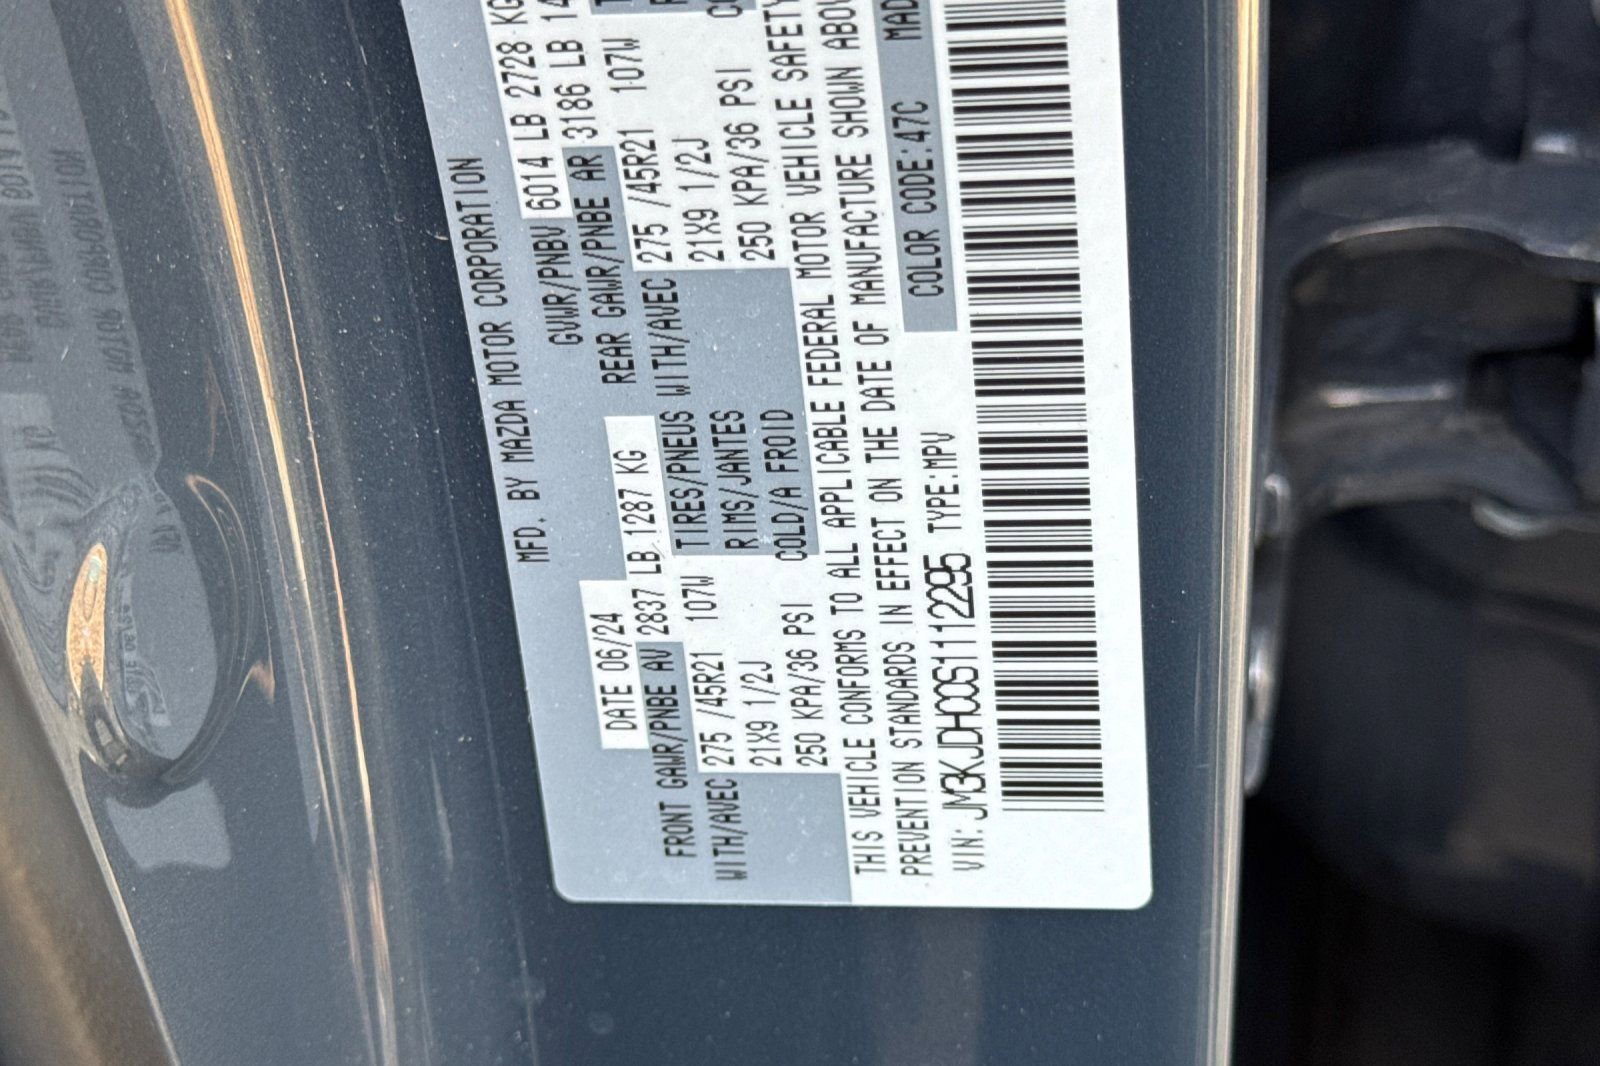 MFD. BY MAZDA MOTOR CORPORATION
DATE 06/24 GVWR/PNBV 6014 LB 2728 KG
FRONT GAWR/PNBE AV 2837 LB 1287 KG REAR GAWR/PNBE AR 3186 LB
WITH/AVEC 275 /45R21 107W TIRES/PNEUS WITH/AVEC 275 /45R21 107W
21X9 1/2J RIMS/JANTES 21X9 1/2J
250 KPA/36 PSI COLD/A FROID 250 KPA/36 PSI
THIS VEHICLE CONFORMS TO ALL APPLICABLE FEDERAL MOTOR VEHICLE SAFETY
PREVENTION STANDARDS IN EFFECT ON THE DATE OF MANUFACTURE SHOWN ABOV
VIN: JM3KJDHC0S1112295 TYPE:MPV COLOR CODE:47C MAD